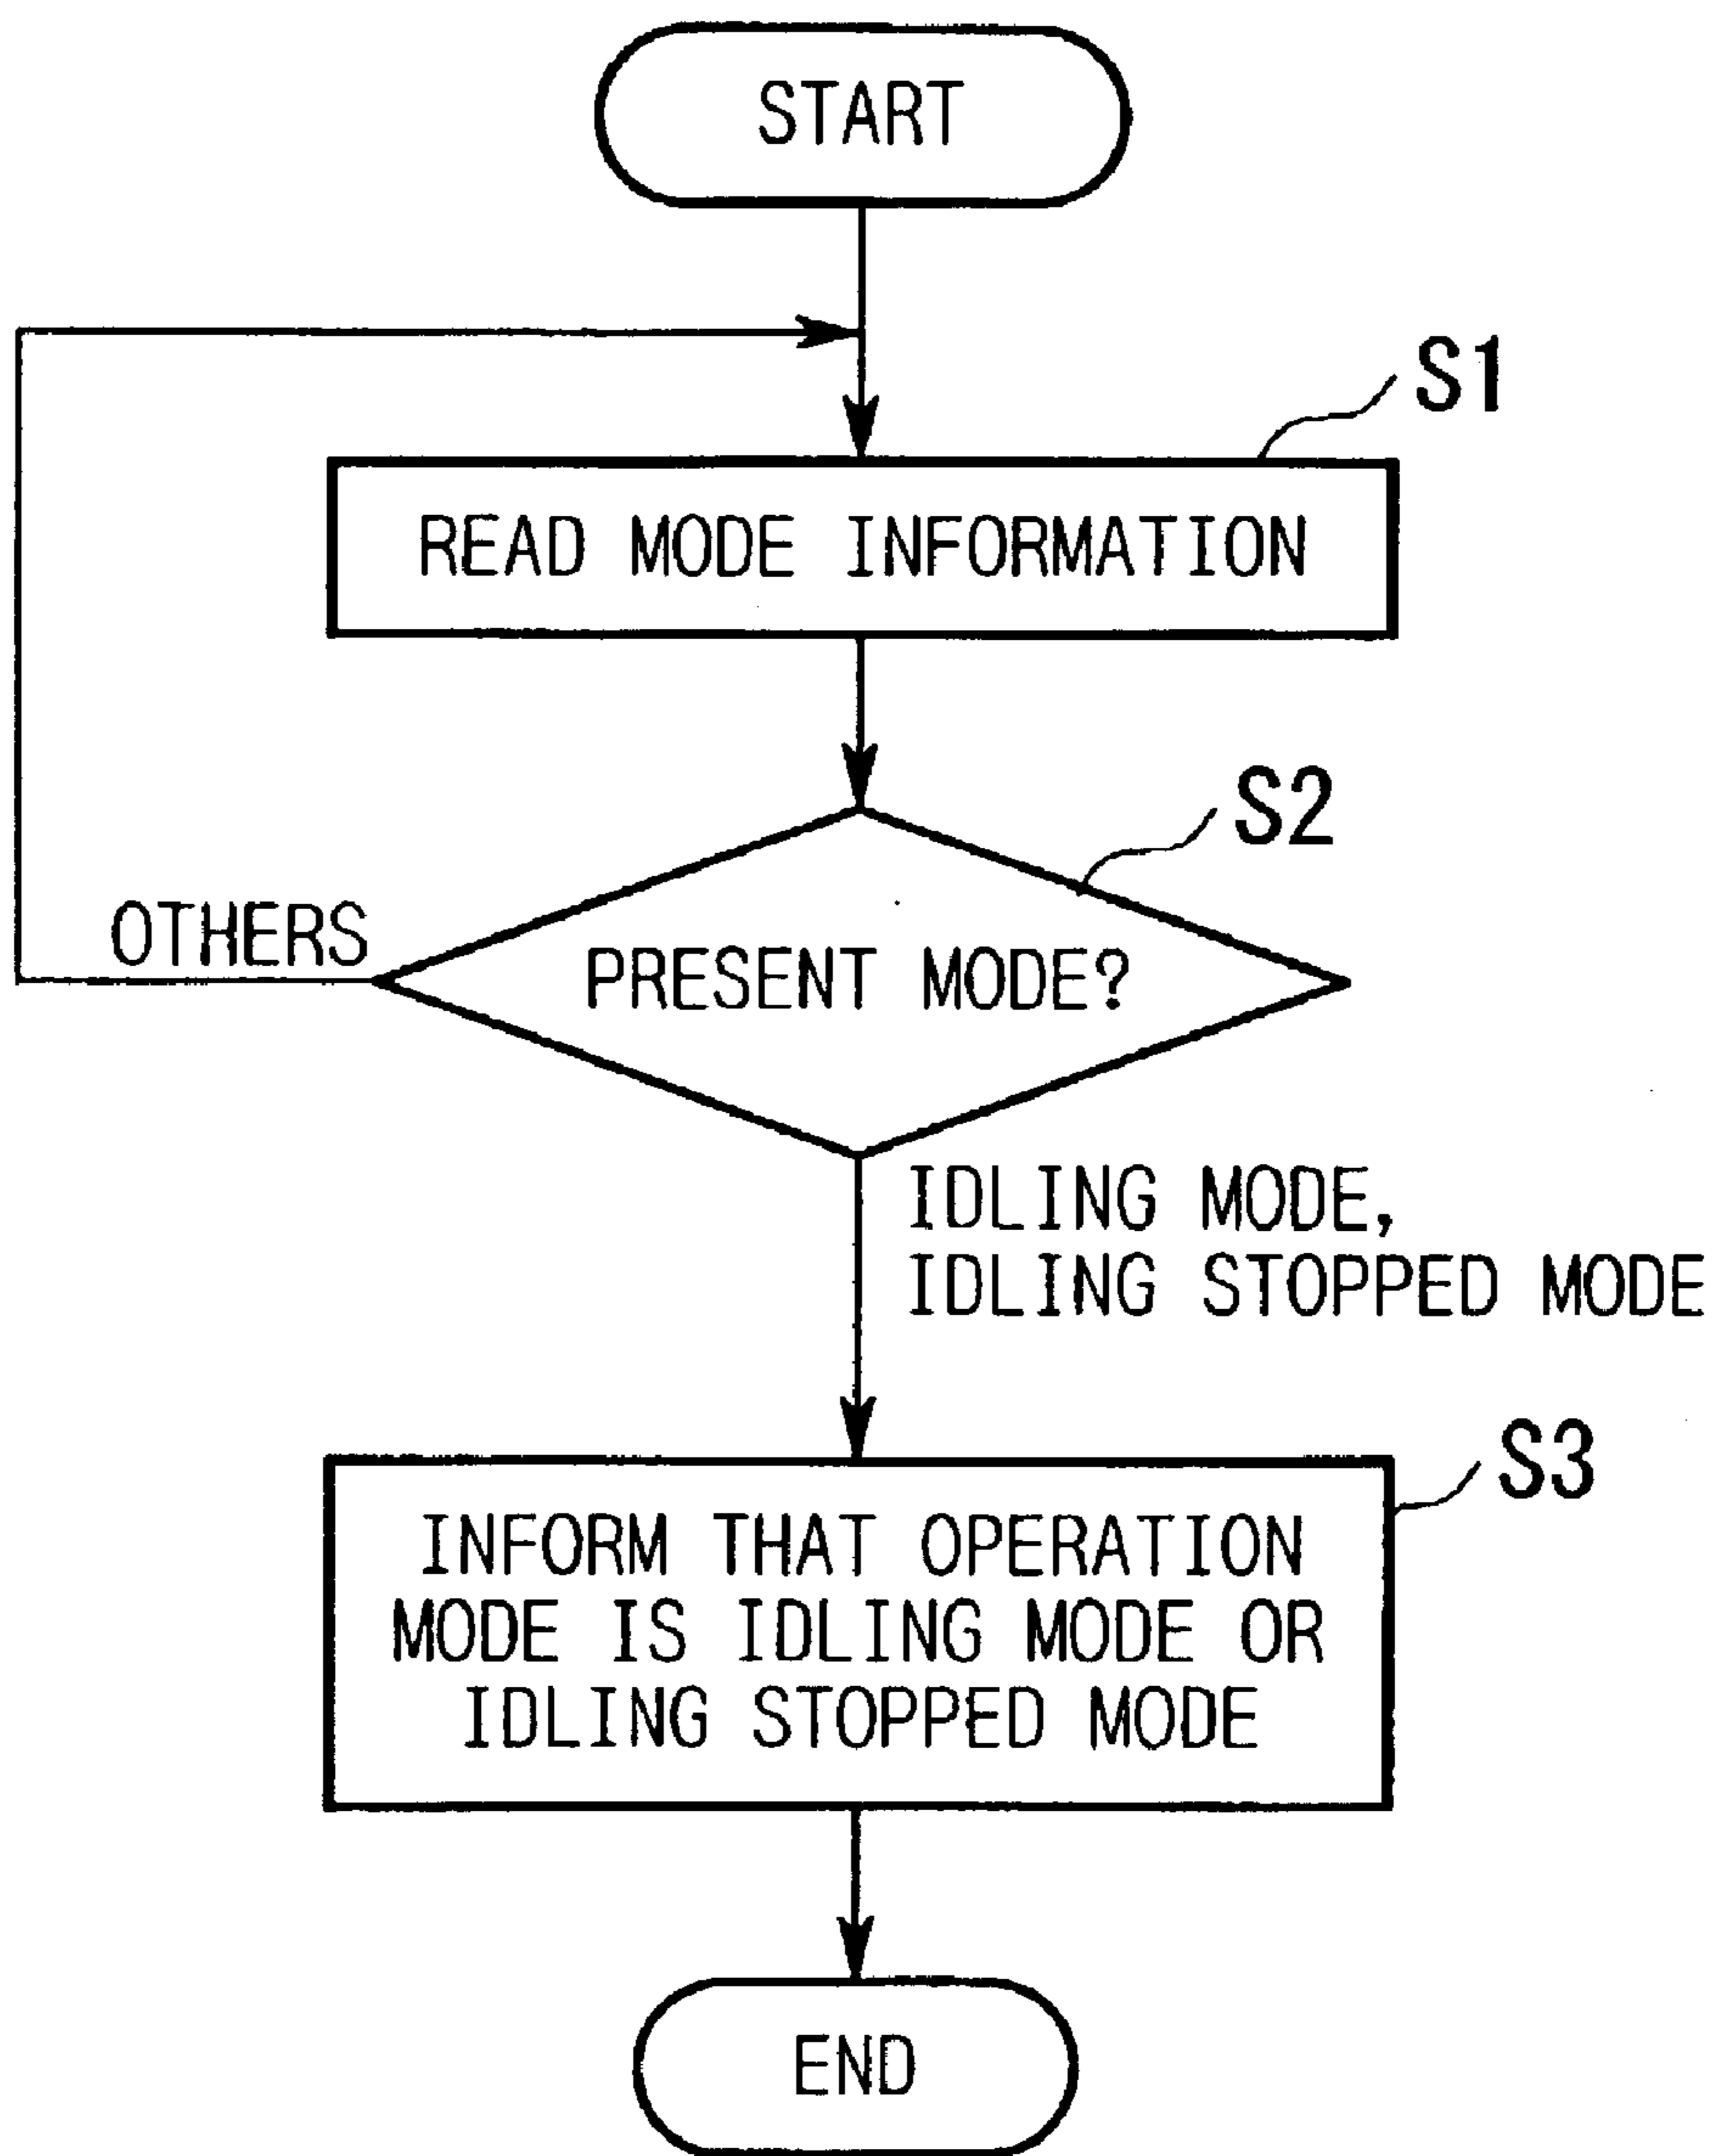 START
S1
READ MODE INFORMATION
S2
OTHERS
PRESENT MODE?
IDLING MODE,
IDLING STOPPED MODE
S3
INFORM THAT OPERATION
MODE IS IDLING MODE OR
IDLING STOPPED MODE
END